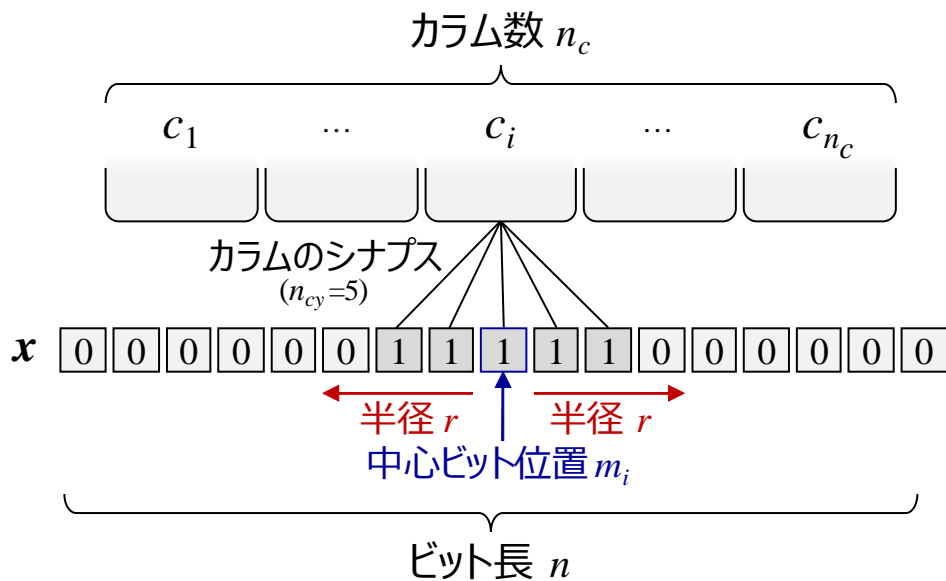 カラム数 n_c
c_1 … c_i … c_{n_c}
カラムのシナプス
(n_{cy}=5)
x 0 0 0 0 0 0 1 1 1 1 1 0 0 0 0 0 0
半径 r 半径 r
中心ビット位置 m_i
ビット長 n